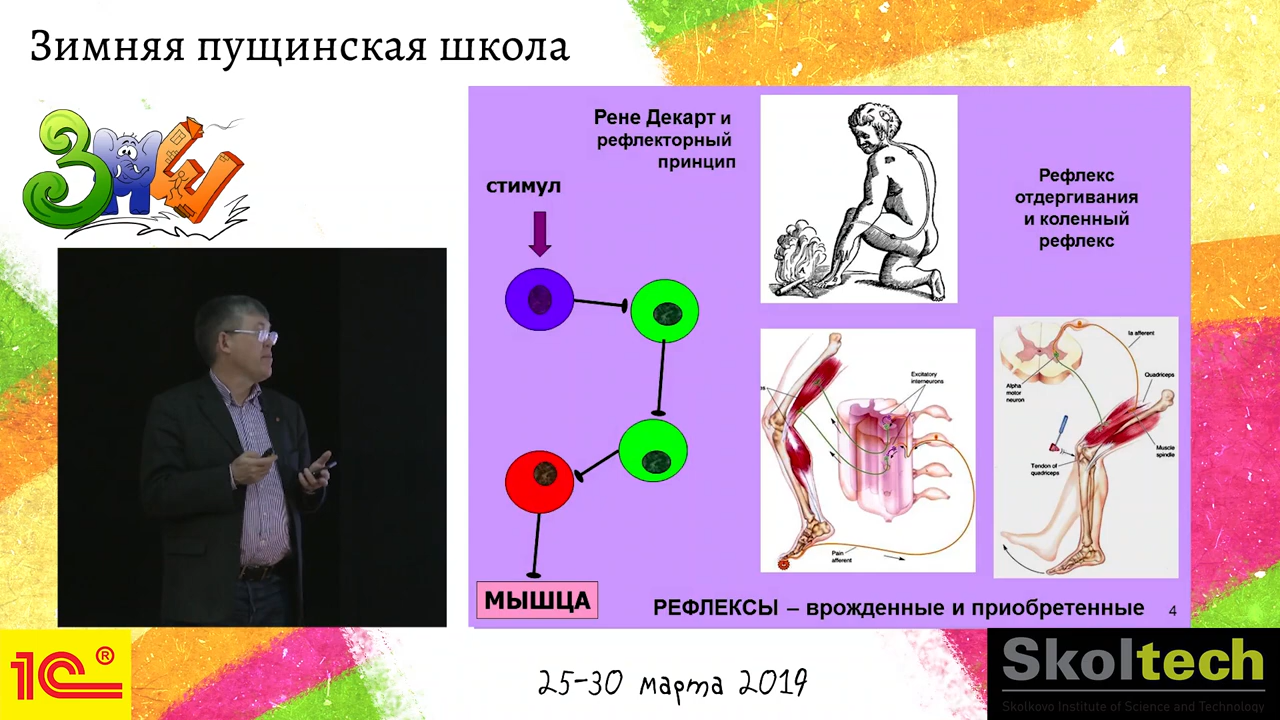 Зимняя пущинская школа
ЗПШ
Рене Декарт и
рефлекторный
принцип
стимул
МЫШЦА
Рефлекс
отдергивания
и коленный
рефлекс
Excitatory
interneurons
Pain
afferent
Ia afferent
Alpha
motor
neuron
Quadriceps
Muscle
spindle
Tendon of
quadriceps
РЕФЛЕКСЫ – врожденные и приобретенные
4
1С®
25-30 марта 2019
Skoltech
Skolkovo Institute of Science and Technology